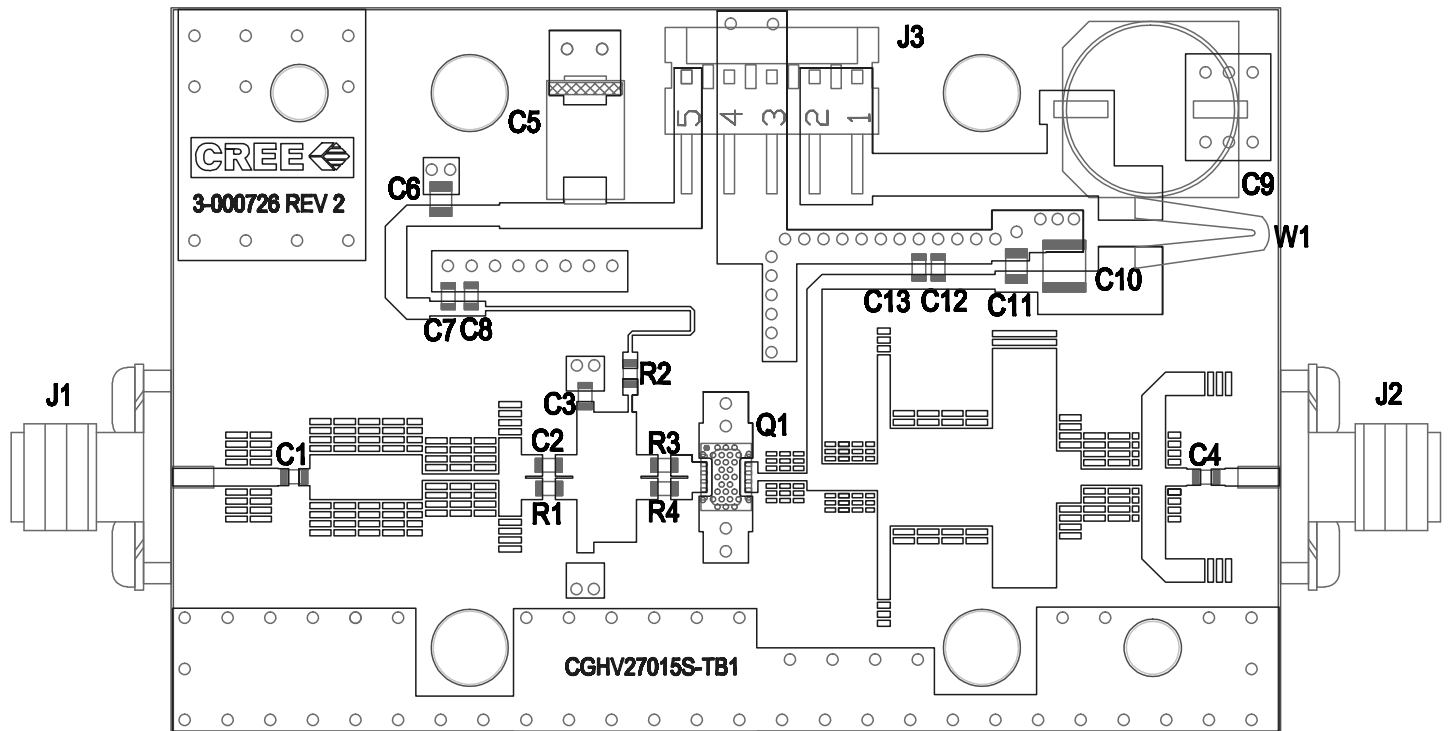 J3
5 4 3 2 1
C5
CREE
C6
C9
3-000726 REV 2
W1
C10
C13 C12 C11
C7 C8
R2
J1
C3
J2
Q1
C1
C2
R3
C4
R1
R4
CGHV27015S-TB1